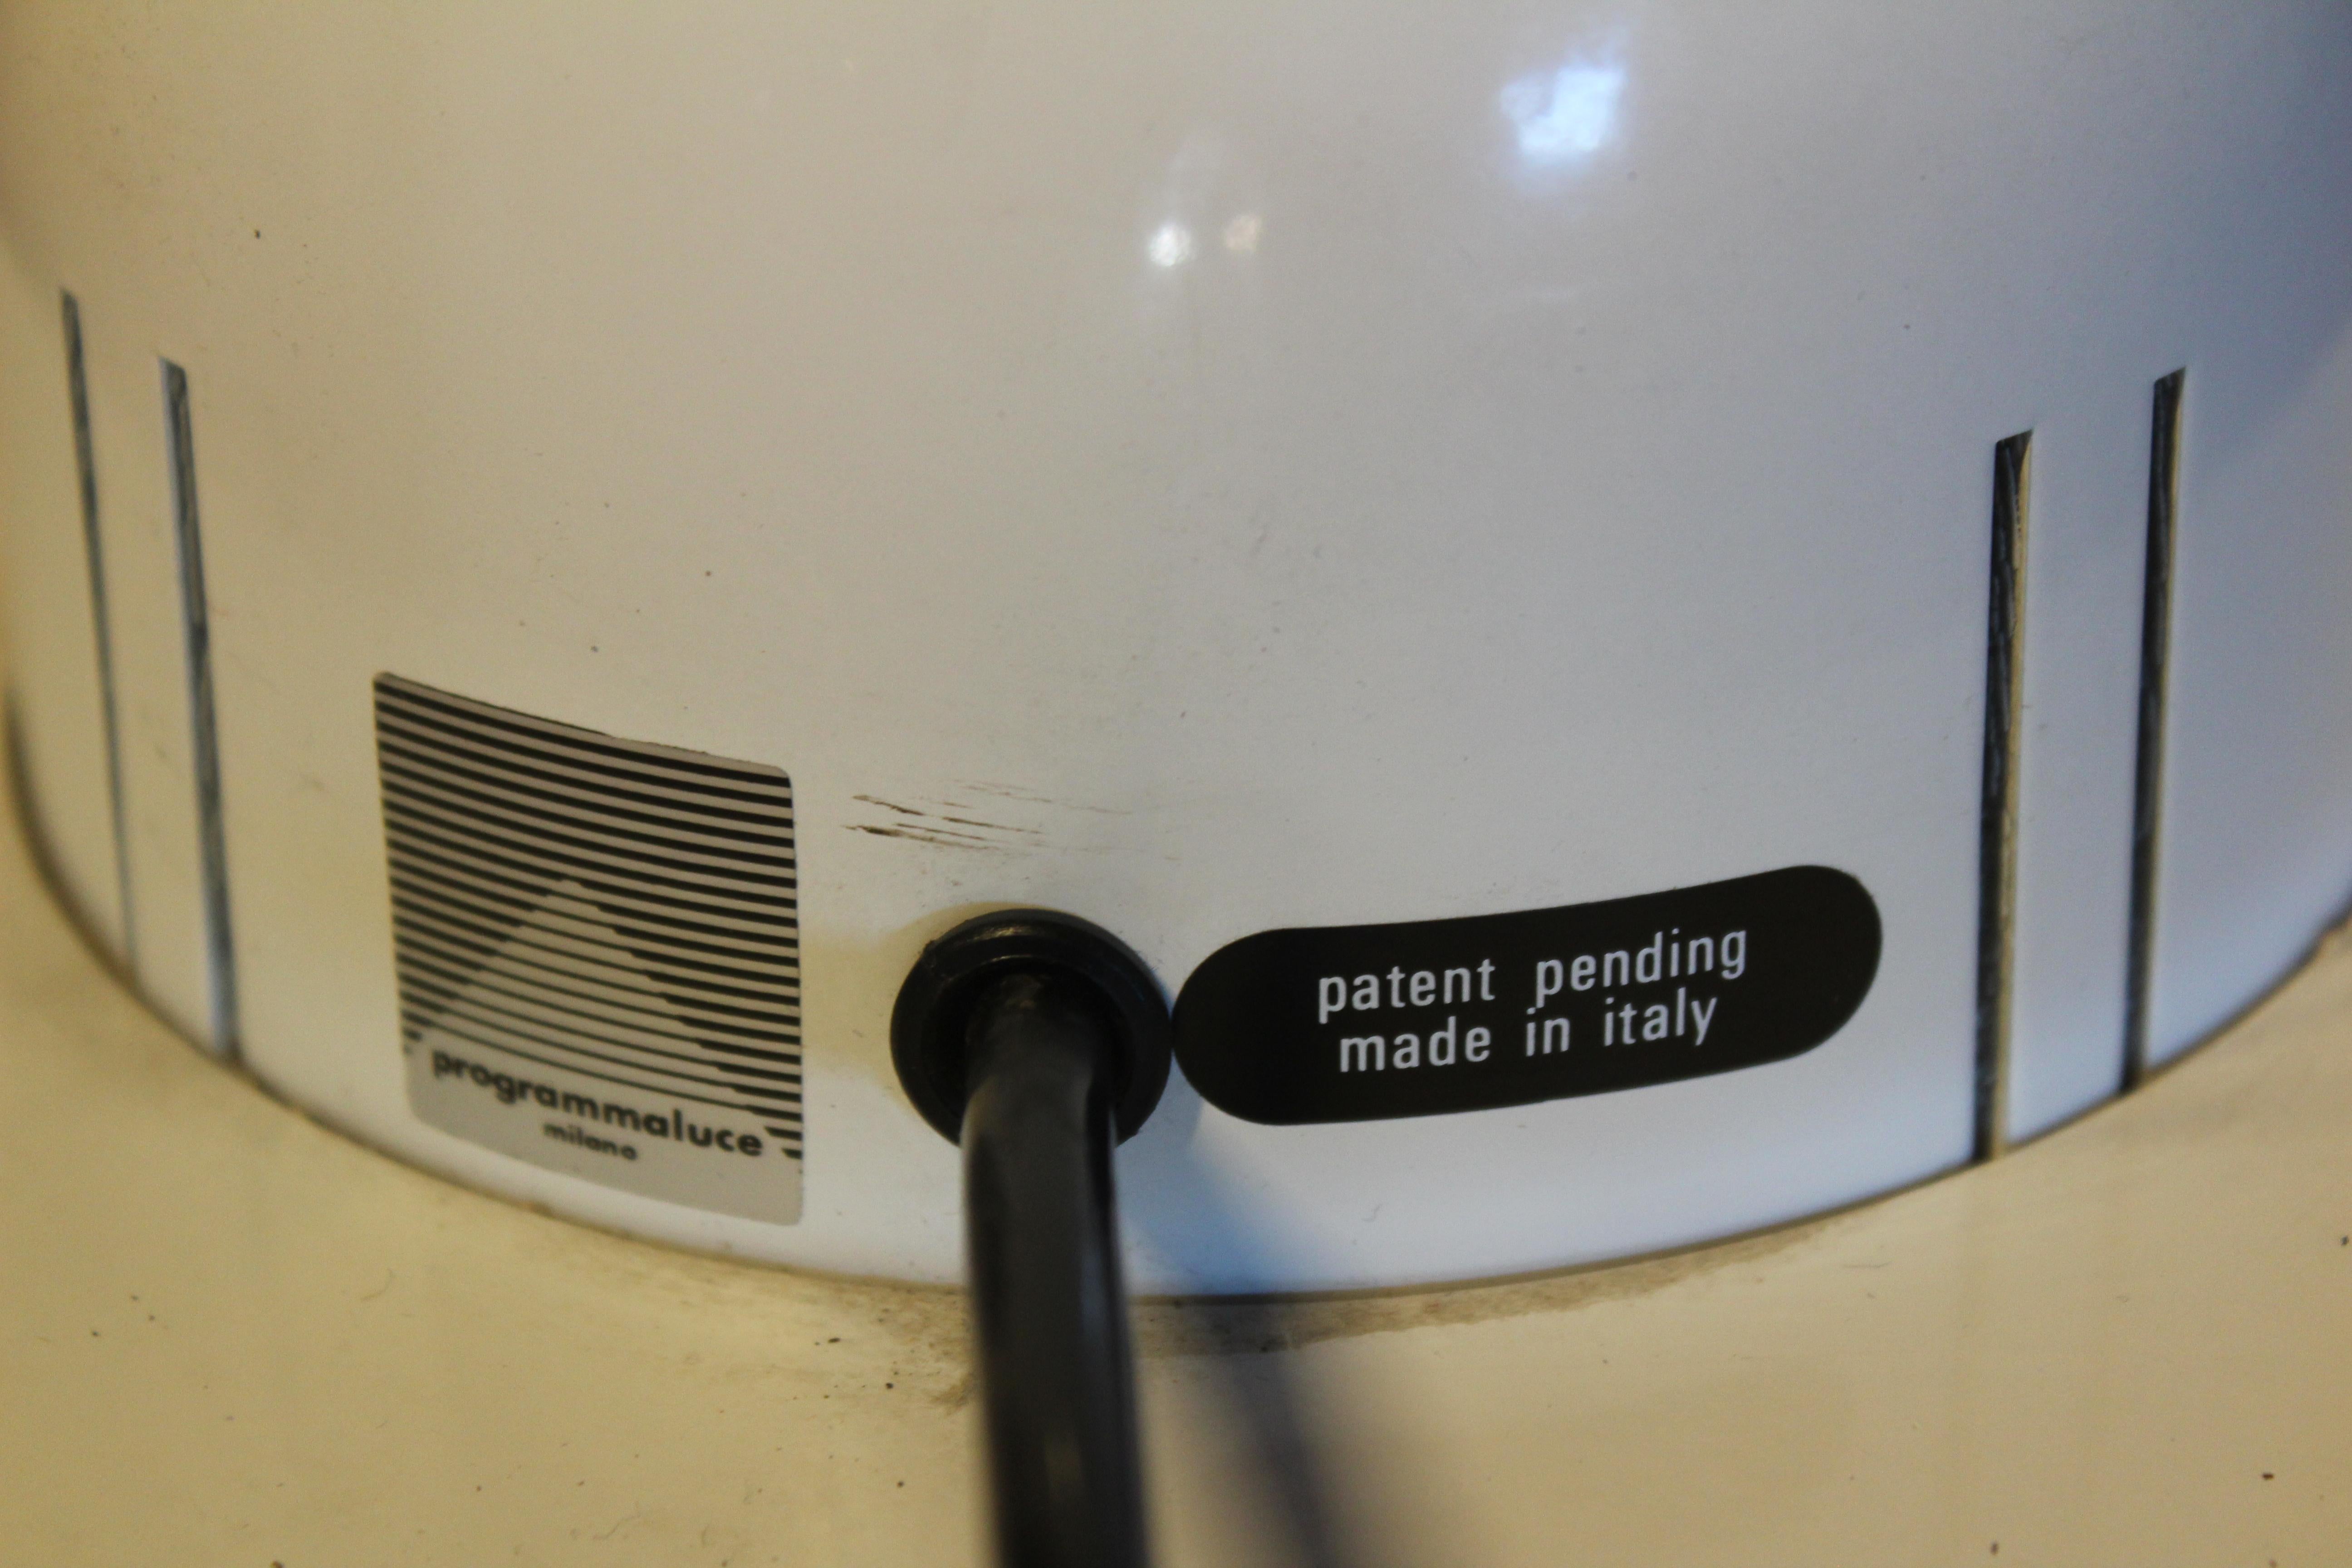 programmaluce
milano
patent pending
made in italy